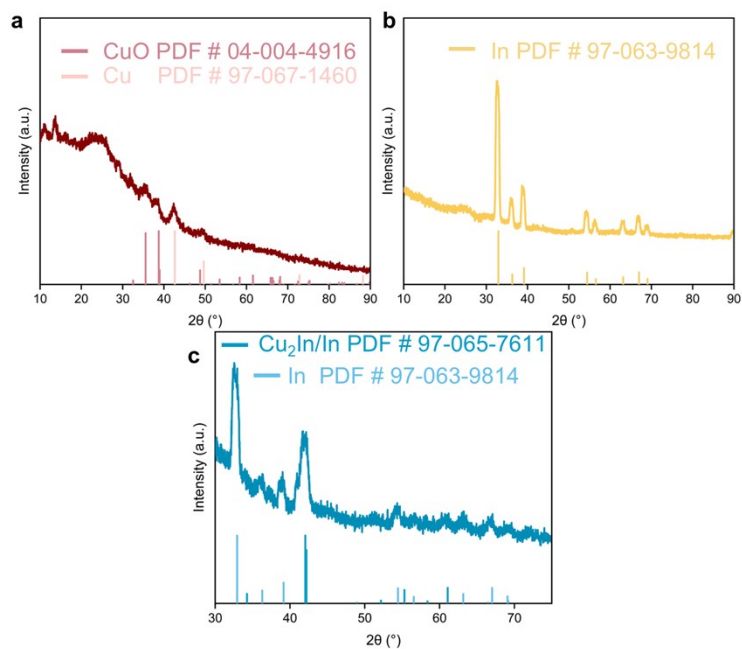 a
CuO PDF # 04-004-4916
Cu PDF # 97-067-1460
Intensity (a.u.)
10 20 30 40 50 60 70 80 90
2θ (°)
b
In PDF # 97-063-9814
Intensity (a.u.)
10 20 30 40 50 60 70 80 90
2θ (°)
c
Cu₂In/In PDF # 97-065-7611
In PDF # 97-063-9814
Intensity (a.u.)
30 40 50 60 70
2θ (°)